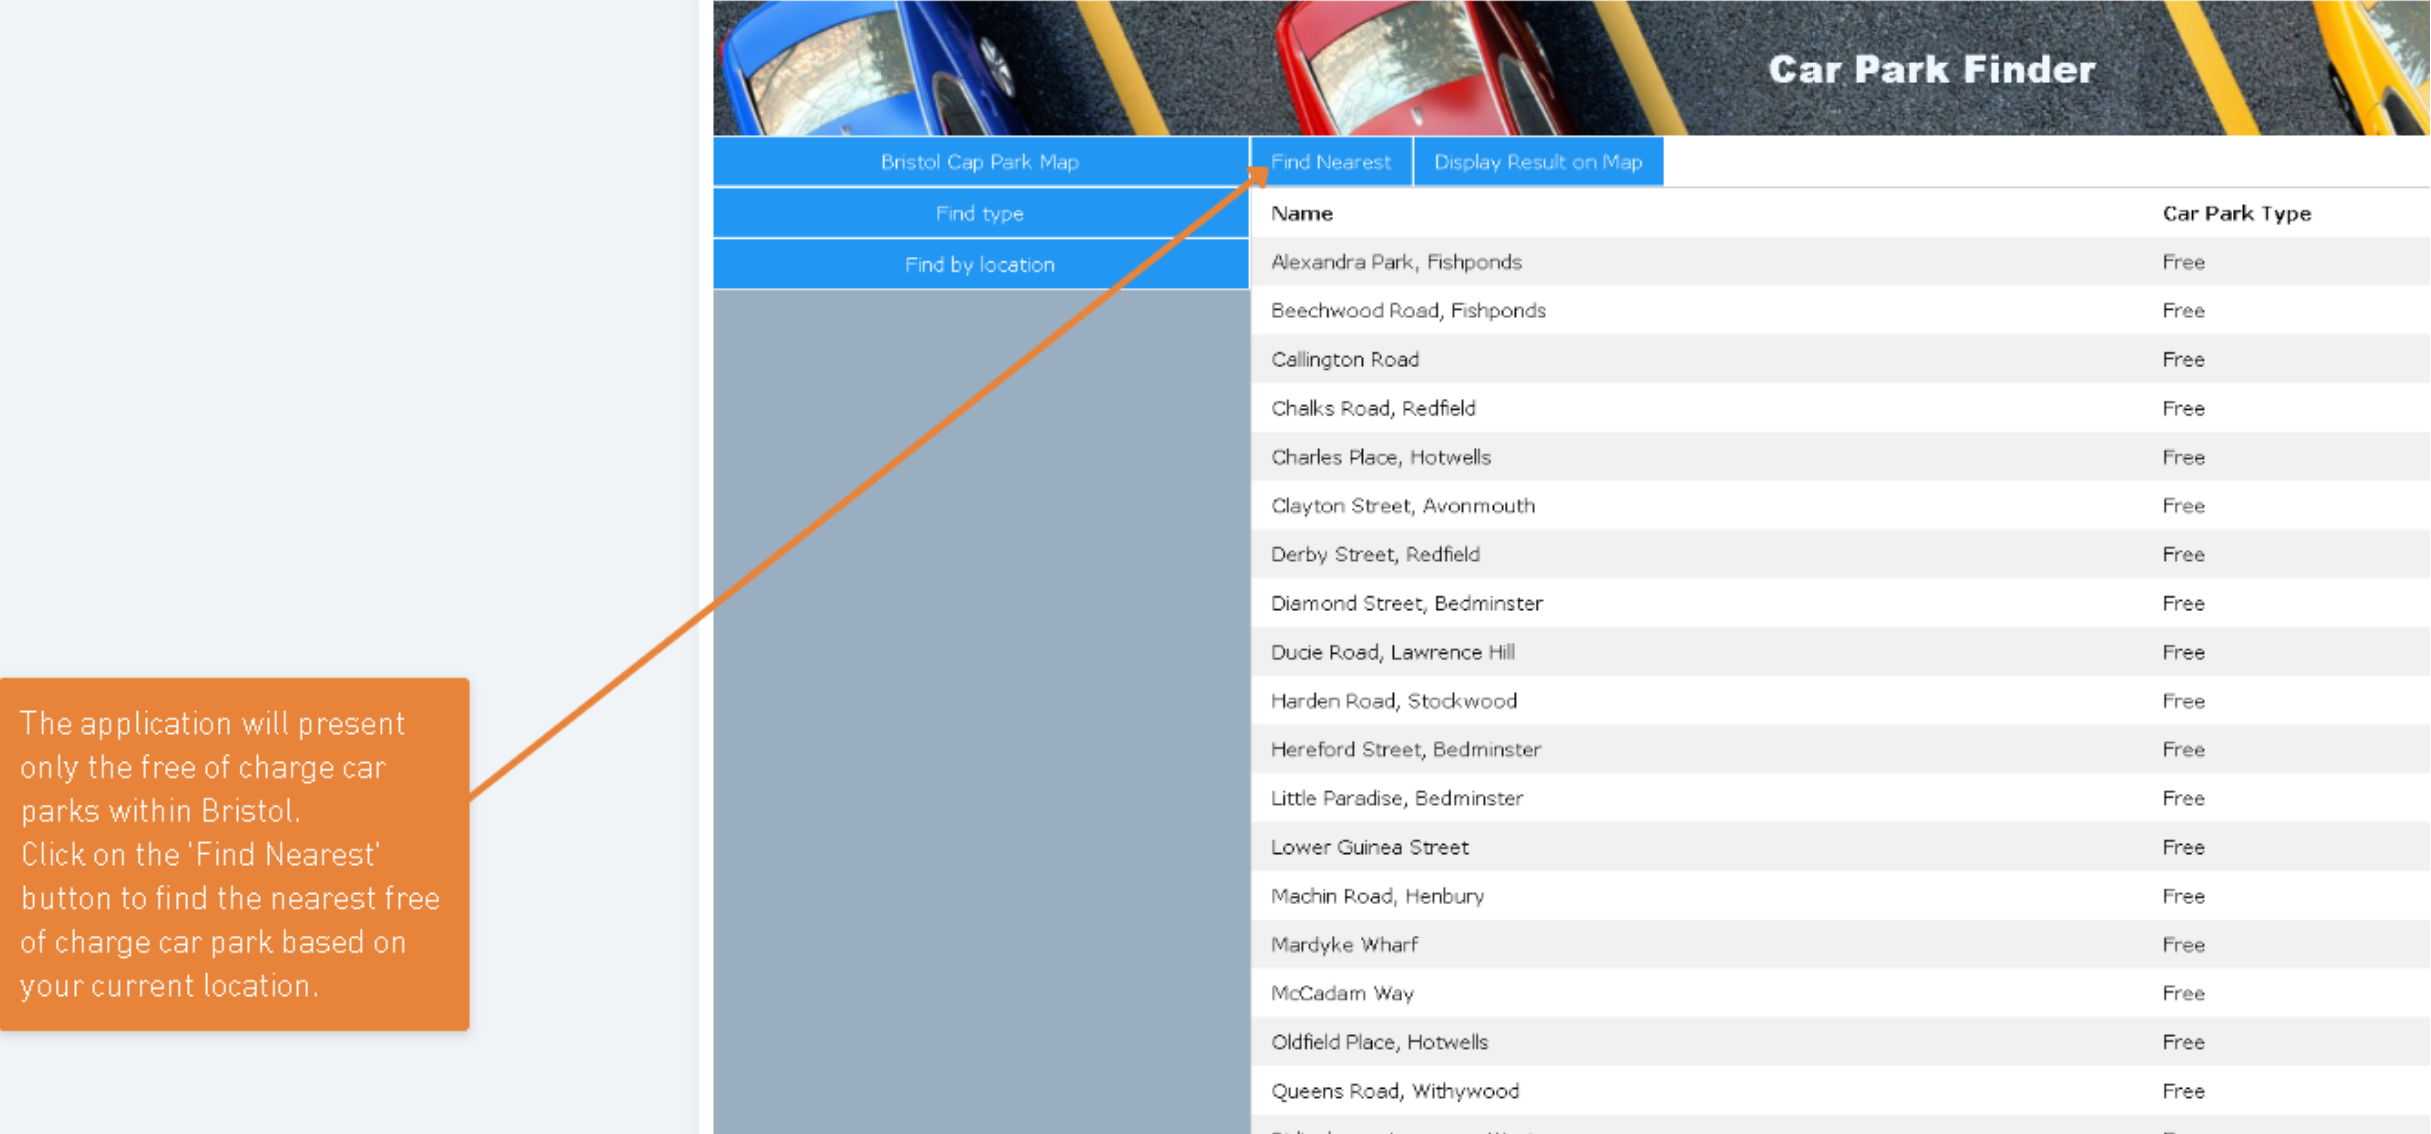 Car Park Finder
Bristol Cap Park Map
Find Nearest
Display Result on Map
Find type
Find by location
Name Car Park Type
Alexandra Park, Fishponds Free
Beechwood Road, Fishponds Free
Callington Road Free
Chalks Road, Redfield Free
Charles Place, Hotwells Free
Clayton Street, Avonmouth Free
Derby Street, Redfield Free
Diamond Street, Bedminster Free
Ducie Road, Lawrence Hill Free
Harden Road, Stockwood Free
Hereford Street, Bedminster Free
Little Paradise, Bedminster Free
Lower Guinea Street Free
Machin Road, Henbury Free
Mardyke Wharf Free
McCadam Way Free
Oldfield Place, Hotwells Free
Queens Road, Withywood Free
The application will present
only the free of charge car
parks within Bristol.
Click on the 'Find Nearest'
button to find the nearest free
of charge car park based on
your current location.